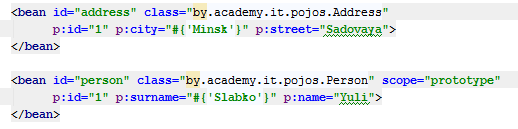 <bean id="address" class="by.academy.it.pojos.Address"
p:id="1" p:city="#{'Minsk'}" p:street="Sadovaya">
</bean>
<bean id="person" class="by.academy.it.pojos.Person" scope="prototype"
p:id="1" p:surname="#{'Slabko'}" p:name="Yuli">
</bean>